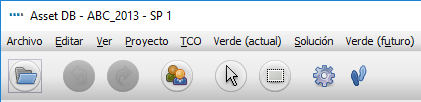 Asset DB - ABC_2013 - SP 1
Archivo Editar Ver Proyecto TCO Verde (actual) Solución Verde (futuro)